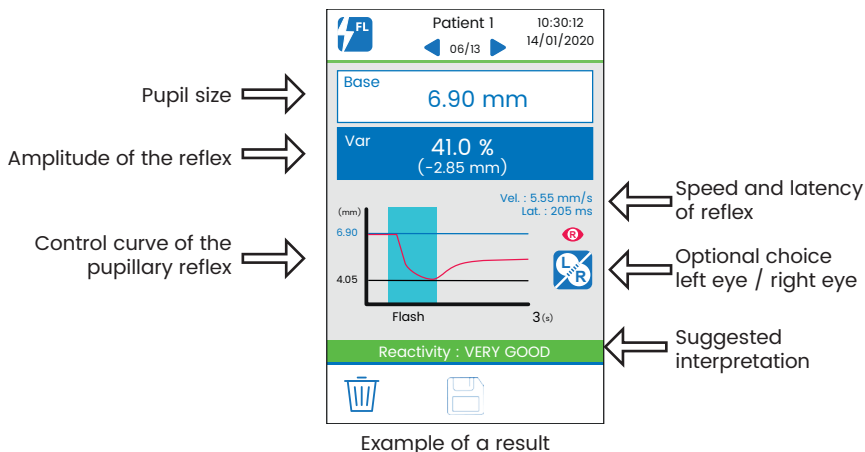 FL
Patient 1
06/13
10:30:12
14/01/2020
Pupil size
Base
6.90 mm
Amplitude of the reflex
Var
41.0 %
(-2.85 mm)
Vel. : 5.55 mm/s
Lat. : 205 ms
Speed and latency
of reflex
Control curve of the
pupillary reflex
(mm)
6.90
4.05
Flash
3 (s)
R
L
R
Optional choice
left eye / right eye
Reactivity : VERY GOOD
Suggested
interpretation
Example of a result